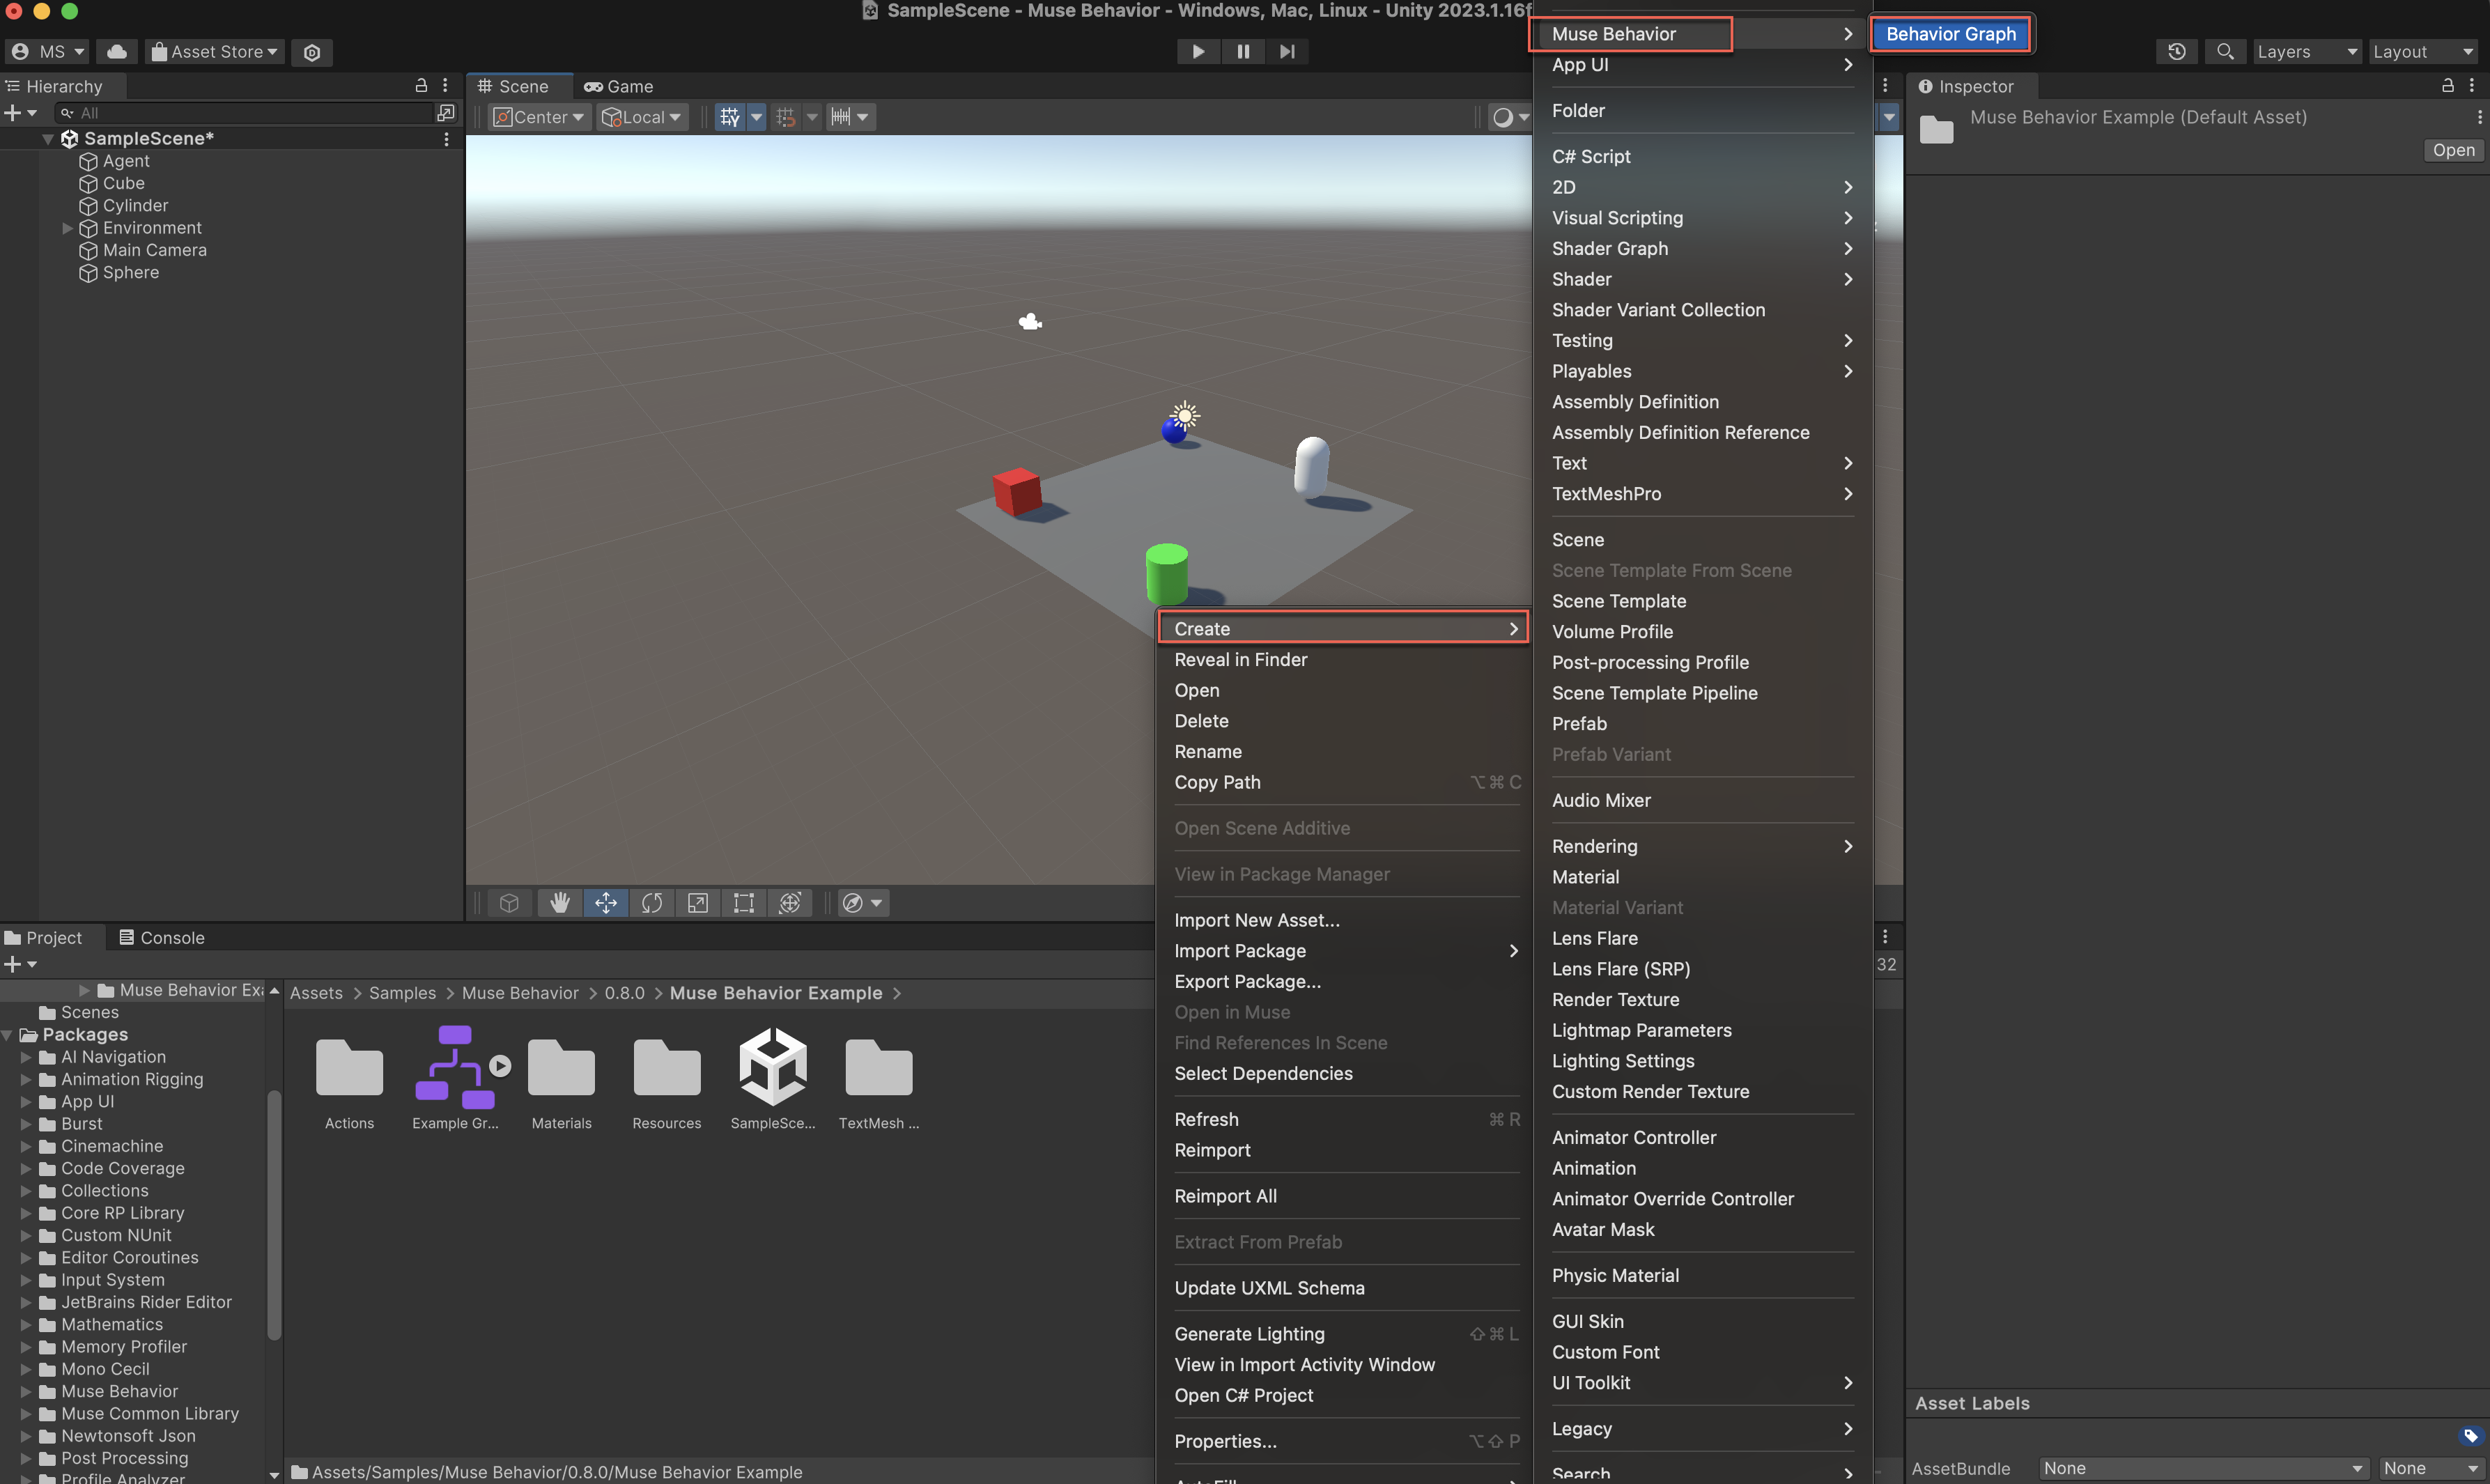 SampleScene - Muse Behavior - Windows, Mac, Linux - Unity 2023.1.16f
MS
Asset Store
Layers
Layout
Hierarchy
All
SampleScene*
Agent
Cube
Cylinder
Environment
Main Camera
Sphere
Scene
Game
Center
Local
Muse Behavior
Behavior Graph
App UI
Folder
C# Script
2D
Visual Scripting
Shader Graph
Shader
Shader Variant Collection
Testing
Playables
Assembly Definition
Assembly Definition Reference
Text
TextMeshPro
Scene
Scene Template From Scene
Scene Template
Volume Profile
Post-processing Profile
Scene Template Pipeline
Prefab
Prefab Variant
Audio Mixer
Rendering
Material
Material Variant
Lens Flare
Lens Flare (SRP)
Render Texture
Lightmap Parameters
Lighting Settings
Custom Render Texture
Animator Controller
Animation
Animator Override Controller
Avatar Mask
Physic Material
GUI Skin
Custom Font
UI Toolkit
Legacy
Search
Create
Reveal in Finder
Open
Delete
Rename
Copy Path ⌥⌘C
Open Scene Additive
View in Package Manager
Import New Asset...
Import Package
Export Package...
Open in Muse
Find References In Scene
Select Dependencies
Refresh ⌘R
Reimport
Reimport All
Extract From Prefab
Update UXML Schema
Generate Lighting ⇧⌘L
View in Import Activity Window
Open C# Project
Properties... ⌥⇧P
AutoFill
Inspector
Muse Behavior Example (Default Asset)
Open
Asset Labels
AssetBundle None None
Project
Console
32
Muse Behavior Exa
Scenes
Packages
AI Navigation
Animation Rigging
App UI
Burst
Cinemachine
Code Coverage
Collections
Core RP Library
Custom NUnit
Editor Coroutines
Input System
JetBrains Rider Editor
Mathematics
Memory Profiler
Mono Cecil
Muse Behavior
Muse Common Library
Newtonsoft Json
Post Processing
Profile Analyzer
Assets > Samples > Muse Behavior > 0.8.0 > Muse Behavior Example >
Actions
Example Gr...
Materials
Resources
SampleSce...
TextMesh ...
Assets/Samples/Muse Behavior/0.8.0/Muse Behavior Example